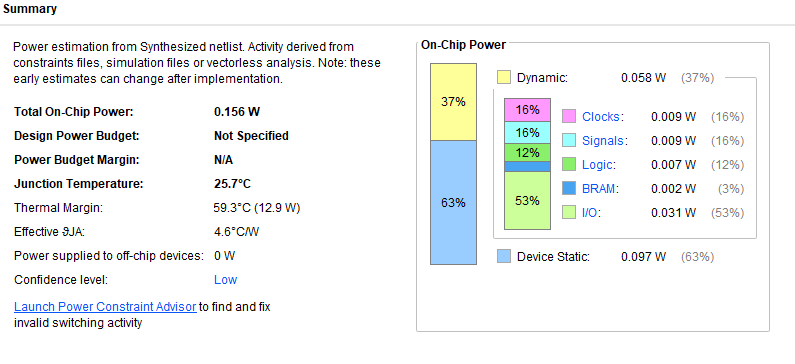 Summary
Power estimation from Synthesized netlist. Activity derived from
constraints files, simulation files or vectorless analysis. Note: these
early estimates can change after implementation.
Total On-Chip Power: 0.156 W
Design Power Budget: Not Specified
Power Budget Margin: N/A
Junction Temperature: 25.7°C
Thermal Margin: 59.3°C (12.9 W)
Effective ϑJA: 4.6°C/W
Power supplied to off-chip devices: 0 W
Confidence level: Low
Launch Power Constraint Advisor to find and fix
invalid switching activity
On-Chip Power
37%
63%
Dynamic: 0.058 W (37%)
16%
16%
12%
53%
Clocks: 0.009 W (16%)
Signals: 0.009 W (16%)
Logic: 0.007 W (12%)
BRAM: 0.002 W (3%)
I/O: 0.031 W (53%)
Device Static: 0.097 W (63%)